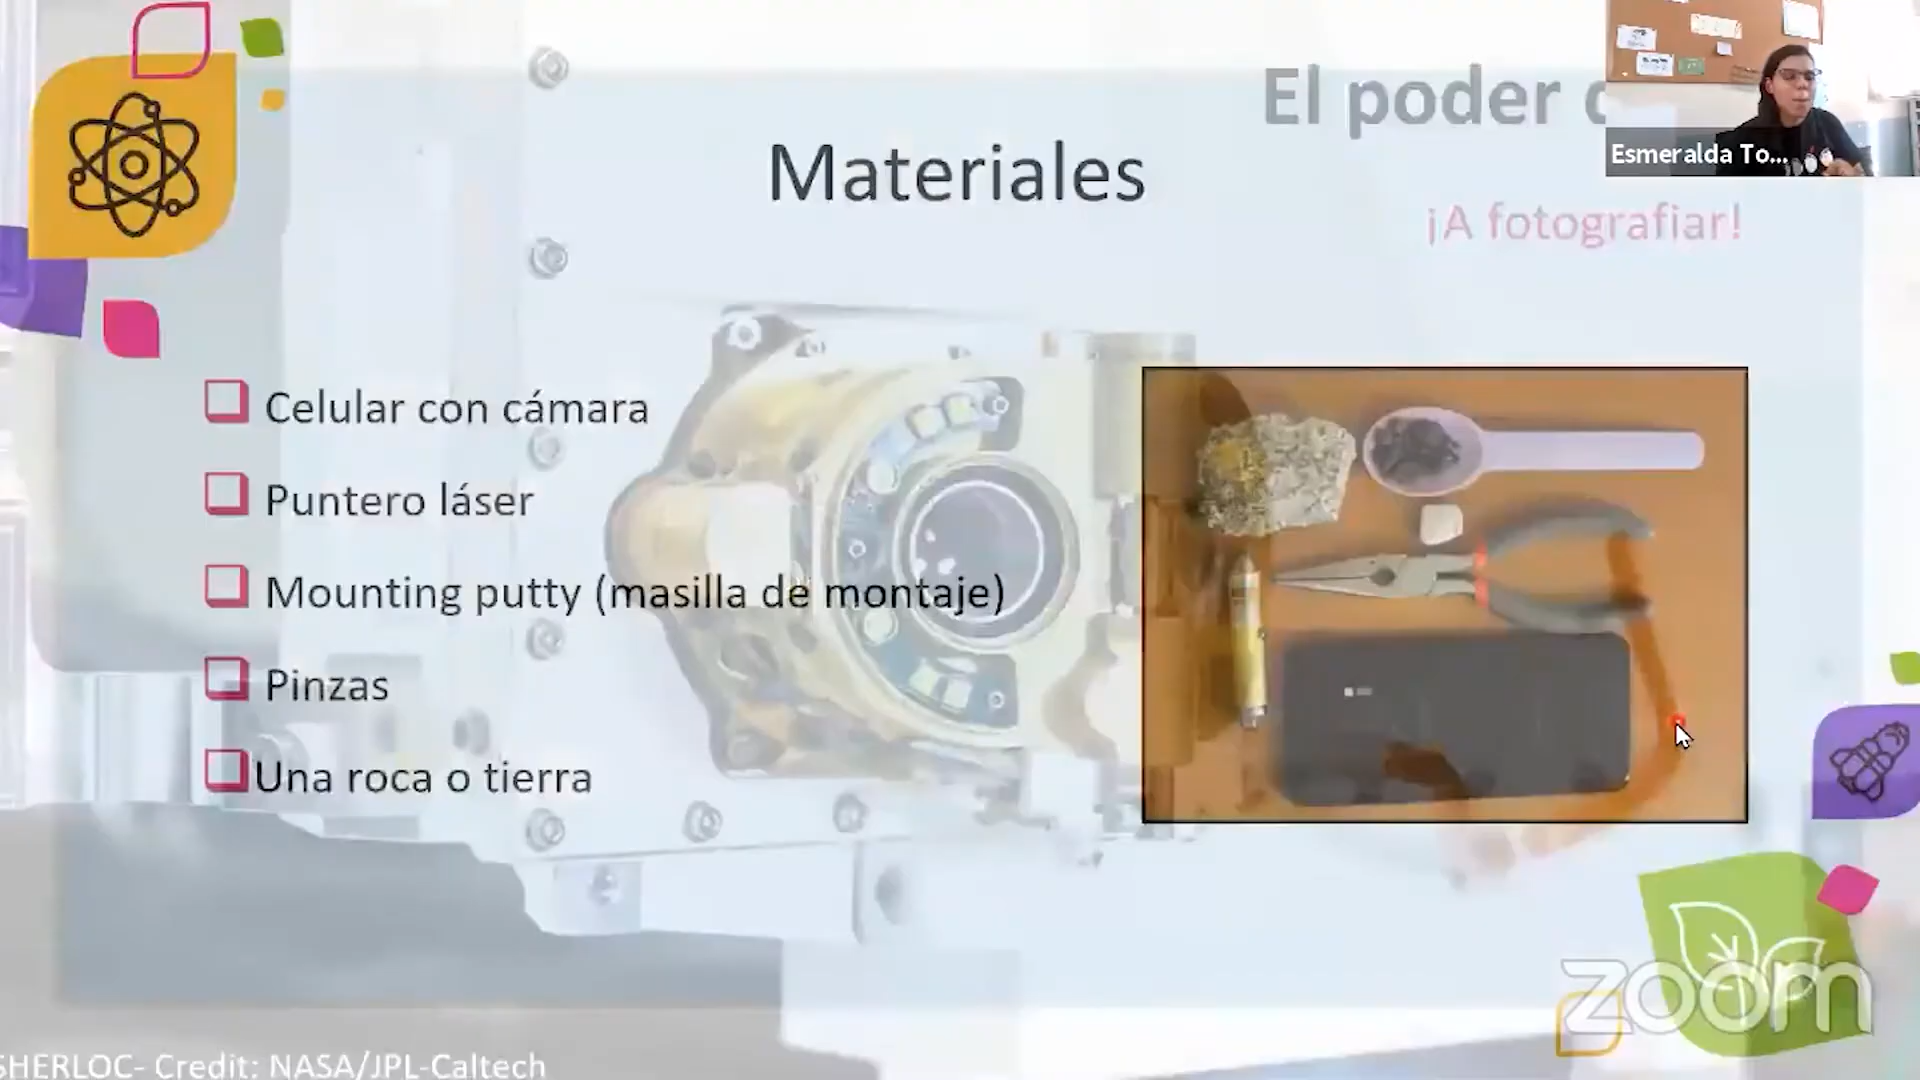 El poder
Esmeralda To...
Materiales
¡A fotografiar!
Celular con cámara
Puntero láser
Mounting putty (masilla de montaje)
Pinzas
Una roca o tierra
zoom
SHERLOC- Credit: NASA/JPL-Caltech